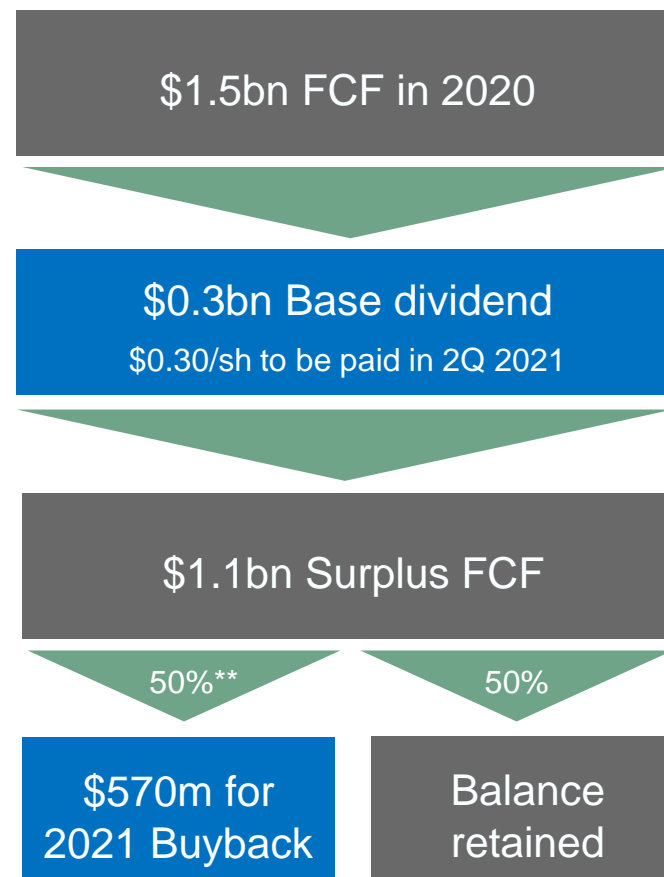 $1.5bn FCF in 2020
$0.3bn Base dividend
$0.30/sh to be paid in 2Q 2021
$1.1bn Surplus FCF
50%**
50%
$570m for
2021 Buyback
Balance
retained